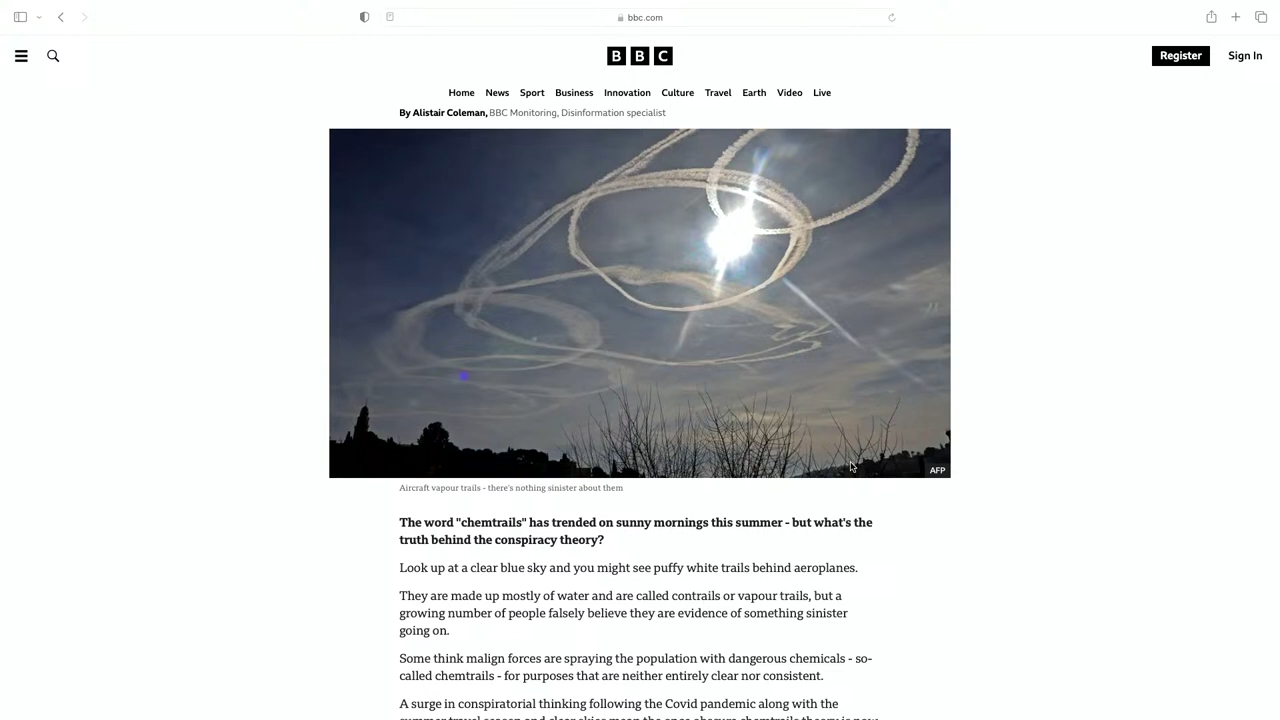 bbc.com
BBC
Register
Sign In
Home News Sport Business Innovation Culture Travel Earth Video Live
By Alistair Coleman, BBC Monitoring, Disinformation specialist
AFP
Aircraft vapour trails - there's nothing sinister about them
The word "chemtrails" has trended on sunny mornings this summer - but what's the
truth behind the conspiracy theory?
Look up at a clear blue sky and you might see puffy white trails behind aeroplanes.
They are made up mostly of water and are called contrails or vapour trails, but a
growing number of people falsely believe they are evidence of something sinister
going on.
Some think malign forces are spraying the population with dangerous chemicals - so-
called chemtrails - for purposes that are neither entirely clear nor consistent.
A surge in conspiratorial thinking following the Covid pandemic along with the